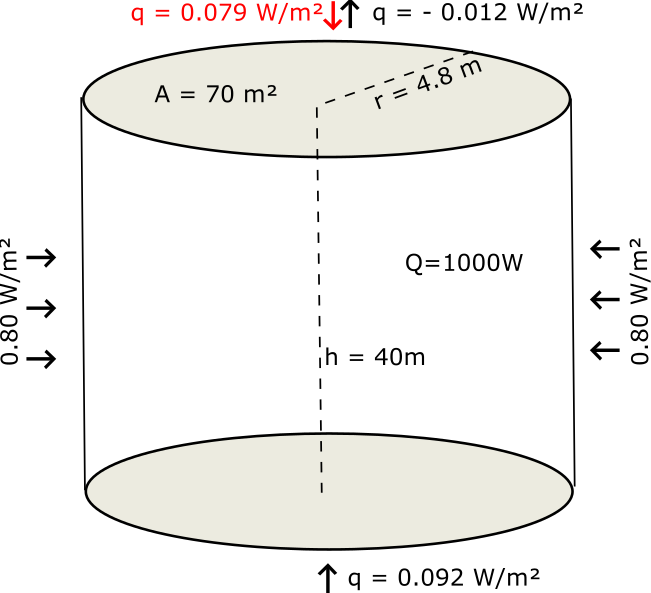 q = 0.079 W/m²
q = - 0.012 W/m²
r = 4.8 m
A = 70 m²
0.80 W/m²
Q=1000W
0.80 W/m²
h = 40m
q = 0.092 W/m²